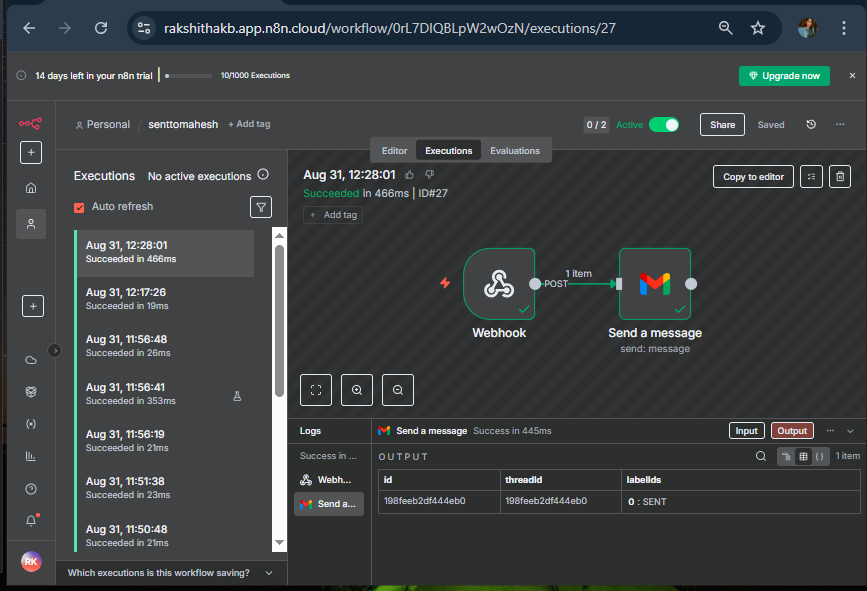 rakshithakb.app.n8n.cloud/workflow/0rL7DIQBLpW2wOzN/executions/27
14 days left in your n8n trial
10/1000 Executions
Upgrade now
Personal / senttomahesh + Add tag
0 / 2 Active Share Saved
Editor Executions Evaluations
Executions No active executions
Auto refresh
Aug 31, 12:28:01
Succeeded in 466ms
Aug 31, 12:17:26
Succeeded in 19ms
Aug 31, 11:56:48
Succeeded in 26ms
Aug 31, 11:56:41
Succeeded in 353ms
Aug 31, 11:56:19
Succeeded in 21ms
Aug 31, 11:51:38
Succeeded in 23ms
Aug 31, 11:50:48
Succeeded in 21ms
Which executions is this workflow saving?
RK
Aug 31, 12:28:01
Succeeded in 466ms | ID#27
+ Add tag
Copy to editor
1 item
POST
Webhook
Send a message
send: message
Logs
Success in ...
Webh...
Send a...
Send a message Success in 445ms
Input Output
OUTPUT
1 item
id threadId labelIds
198feeb2df444eb0 198feeb2df444eb0 0 : SENT